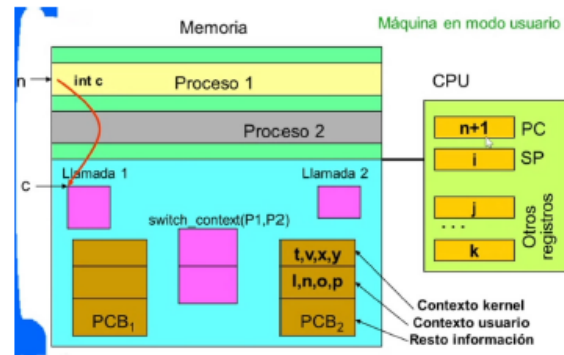 Memoria
Máquina en modo usuario
n
int c
Proceso 1
CPU
n+1
PC
Proceso 2
i
SP
Llamada 1
Llamada 2
c
j
...
k
Otros registros
switch_context(P1,P2)
t,v,x,y
l,n,o,p
PCB1
PCB2
Contexto kernel
Contexto usuario
Resto información